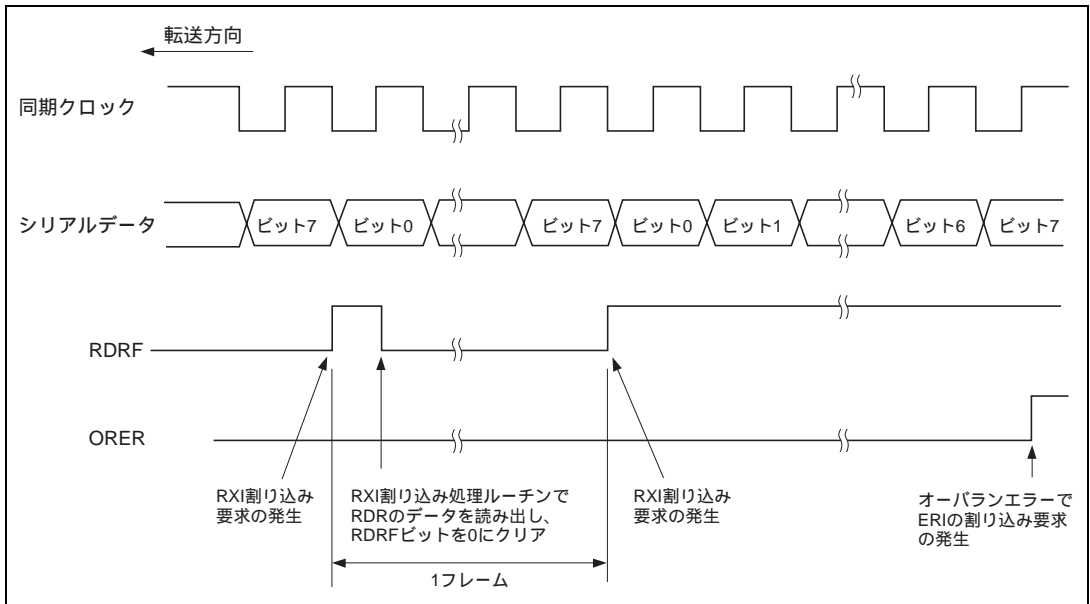 転送方向
同期クロック
シリアルデータ
ビット7
ビット0
ビット7
ビット0
ビット1
ビット6
ビット7
RDRF
ORER
RXI割り込み
要求の発生
RXI割り込み処理ルーチンで
RDRのデータを読み出し、
RDRFビットを0にクリア
RXI割り込み
要求の発生
オーバランエラーで
ERIの割り込み要求
の発生
1フレーム